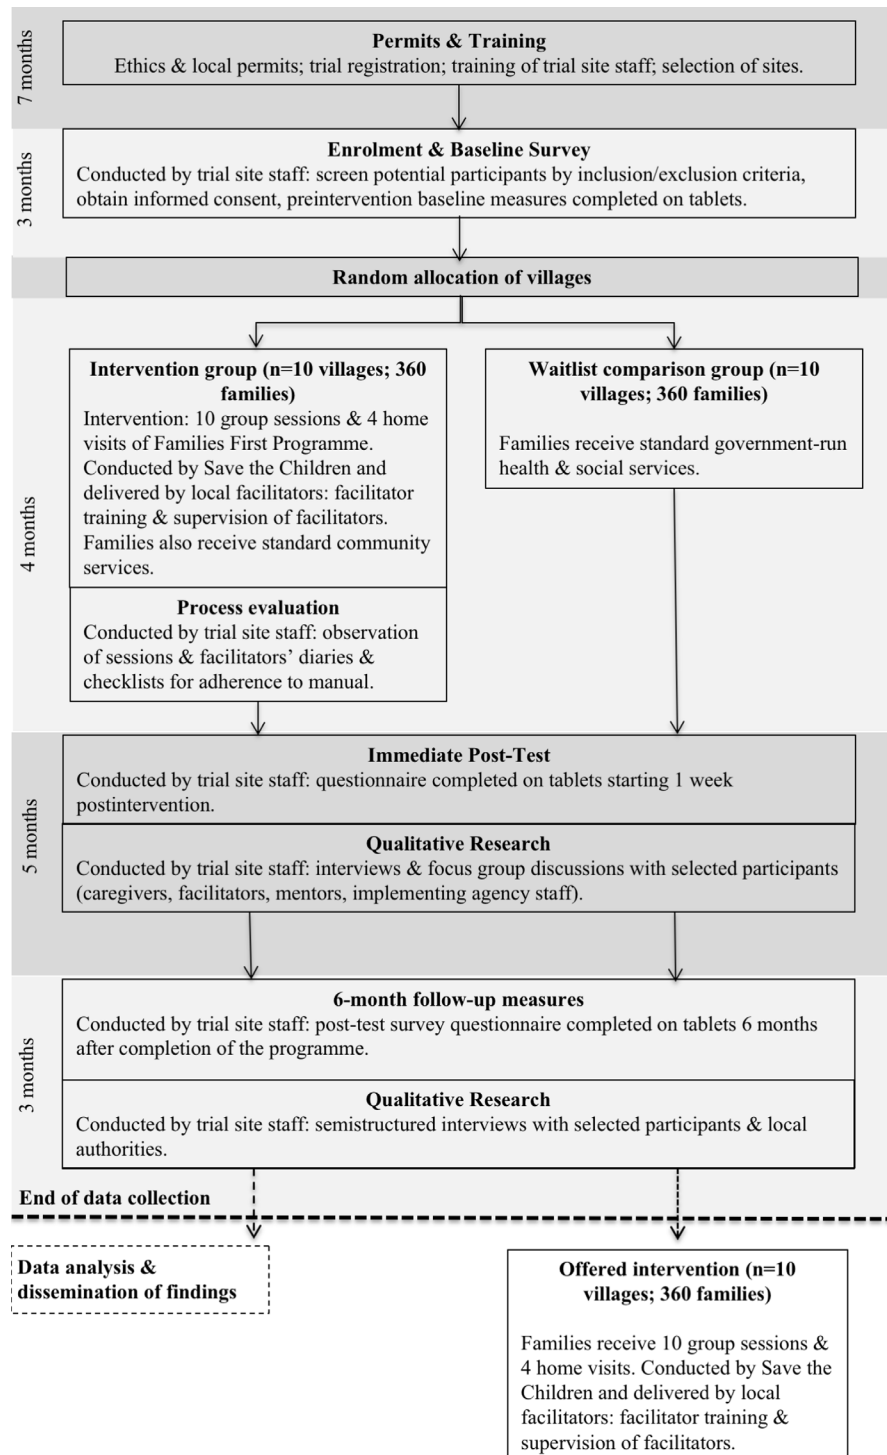 7 months
Permits & Training
Ethics & local permits; trial registration; training of trial site staff; selection of sites.
3 months
Enrolment & Baseline Survey
Conducted by trial site staff: screen potential participants by inclusion/exclusion criteria,
obtain informed consent, preintervention baseline measures completed on tablets.
Random allocation of villages
4 months
Intervention group (n=10 villages; 360
families)
Intervention: 10 group sessions & 4 home
visits of Families First Programme.
Conducted by Save the Children and
delivered by local facilitators: facilitator
training & supervision of facilitators.
Families also receive standard community
services.
Process evaluation
Conducted by trial site staff: observation
of sessions & facilitators’ diaries &
checklists for adherence to manual.
Waitlist comparison group (n=10
villages; 360 families)
Families receive standard government-run
health & social services.
5 months
Immediate Post-Test
Conducted by trial site staff: questionnaire completed on tablets starting 1 week
postintervention.
Qualitative Research
Conducted by trial site staff: interviews & focus group discussions with selected participants
(caregivers, facilitators, mentors, implementing agency staff).
3 months
6-month follow-up measures
Conducted by trial site staff: post-test survey questionnaire completed on tablets 6 months
after completion of the programme.
Qualitative Research
Conducted by trial site staff: semistructured interviews with selected participants & local
authorities.
End of data collection
Data analysis &
dissemination of findings
Offered intervention (n=10
villages; 360 families)
Families receive 10 group sessions &
4 home visits. Conducted by Save the
Children and delivered by local
facilitators: facilitator training &
supervision of facilitators.